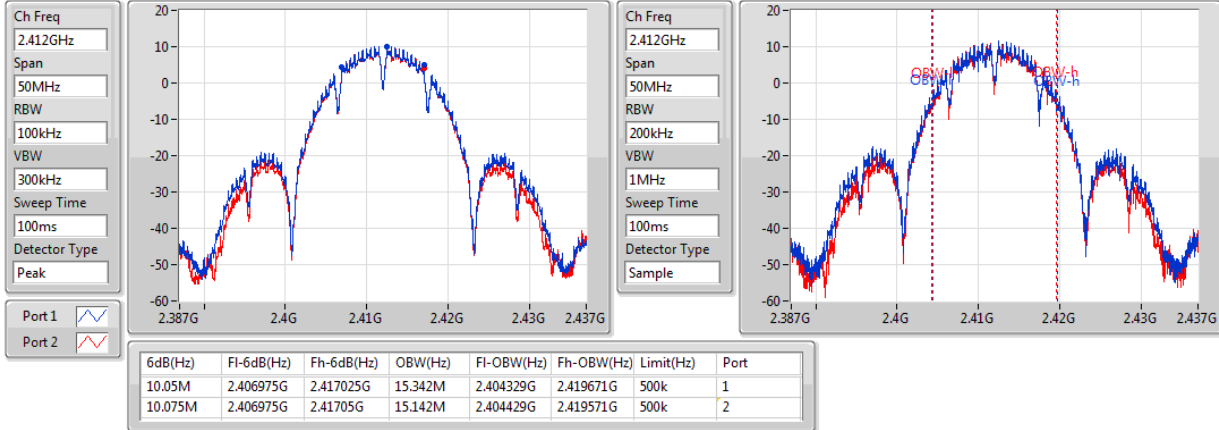 Ch Freq
2.412GHz
Span
50MHz
RBW
100kHz
VBW
300kHz
Sweep Time
100ms
Detector Type
Peak
Port 1
Port 2
20
10
0
-10
-20
-30
-40
-50
-60
2.387G 2.4G 2.41G 2.42G 2.43G 2.437G
Ch Freq
2.412GHz
Span
50MHz
RBW
200kHz
VBW
1MHz
Sweep Time
100ms
Detector Type
Sample
20
10
0
-10
-20
-30
-40
-50
-60
OBW-h
OBW-h
2.387G 2.4G 2.41G 2.42G 2.43G 2.437G
6dB(Hz) Fl-6dB(Hz) Fh-6dB(Hz) OBW(Hz) Fl-OBW(Hz) Fh-OBW(Hz) Limit(Hz) Port
10.05M 2.406975G 2.417025G 15.342M 2.404329G 2.419671G 500k 1
10.075M 2.406975G 2.41705G 15.142M 2.404429G 2.419571G 500k 2